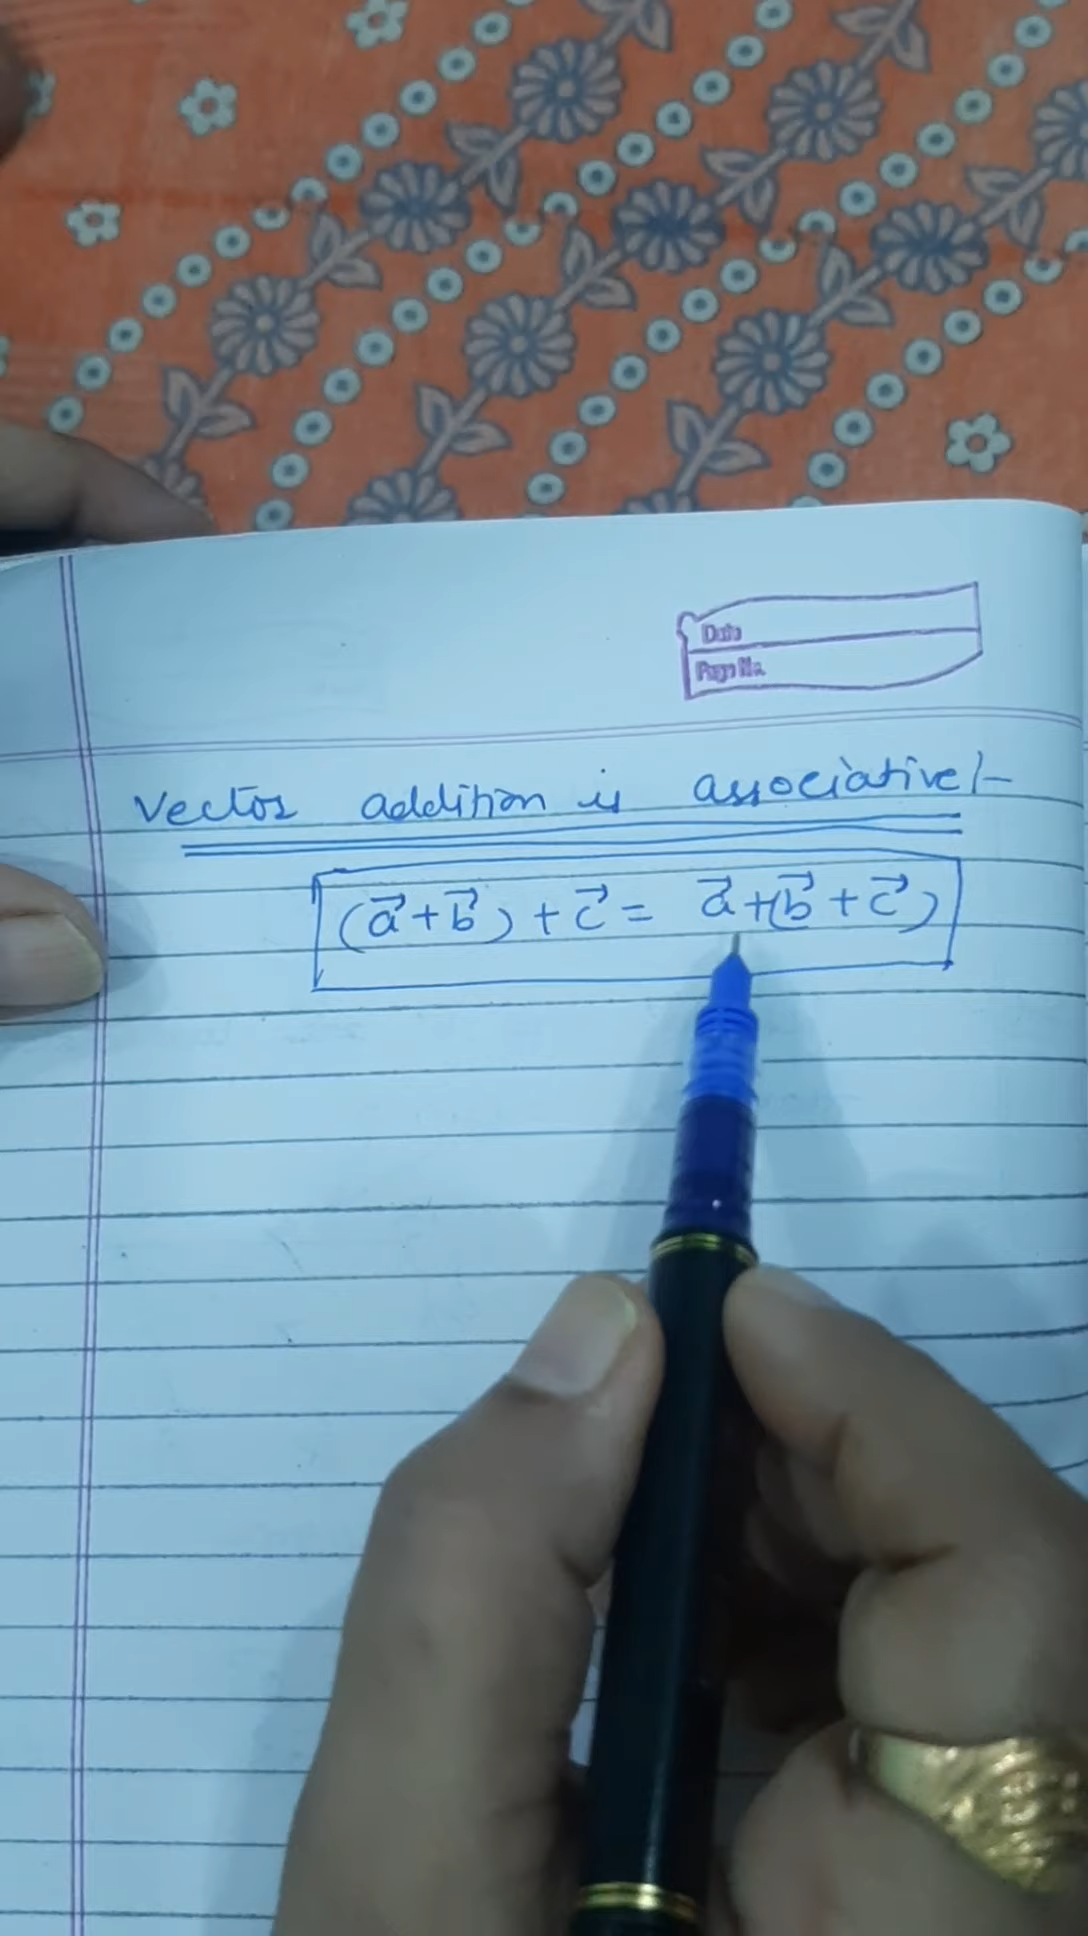 Date
Page No.
Vector addition is associative:-
(a⃗ + b⃗) + c⃗ = a⃗ + (b⃗ + c⃗)